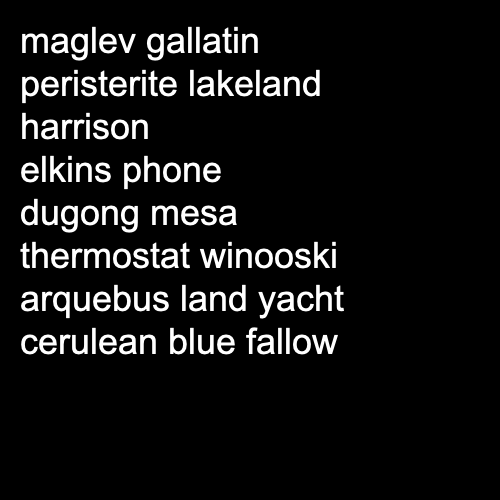 maglev gallatin
peristerite lakeland
harrison
elkins phone
dugong mesa
thermostat winooski
arquebus land yacht
cerulean blue fallow